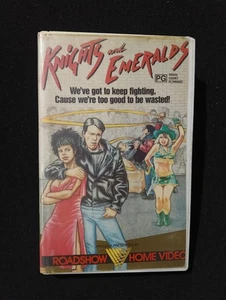 KNIGHTS and EMERALDS
PG
We've got to keep fighting,
Cause we're too good to be wasted!
ROADSHOW HOME VIDEO